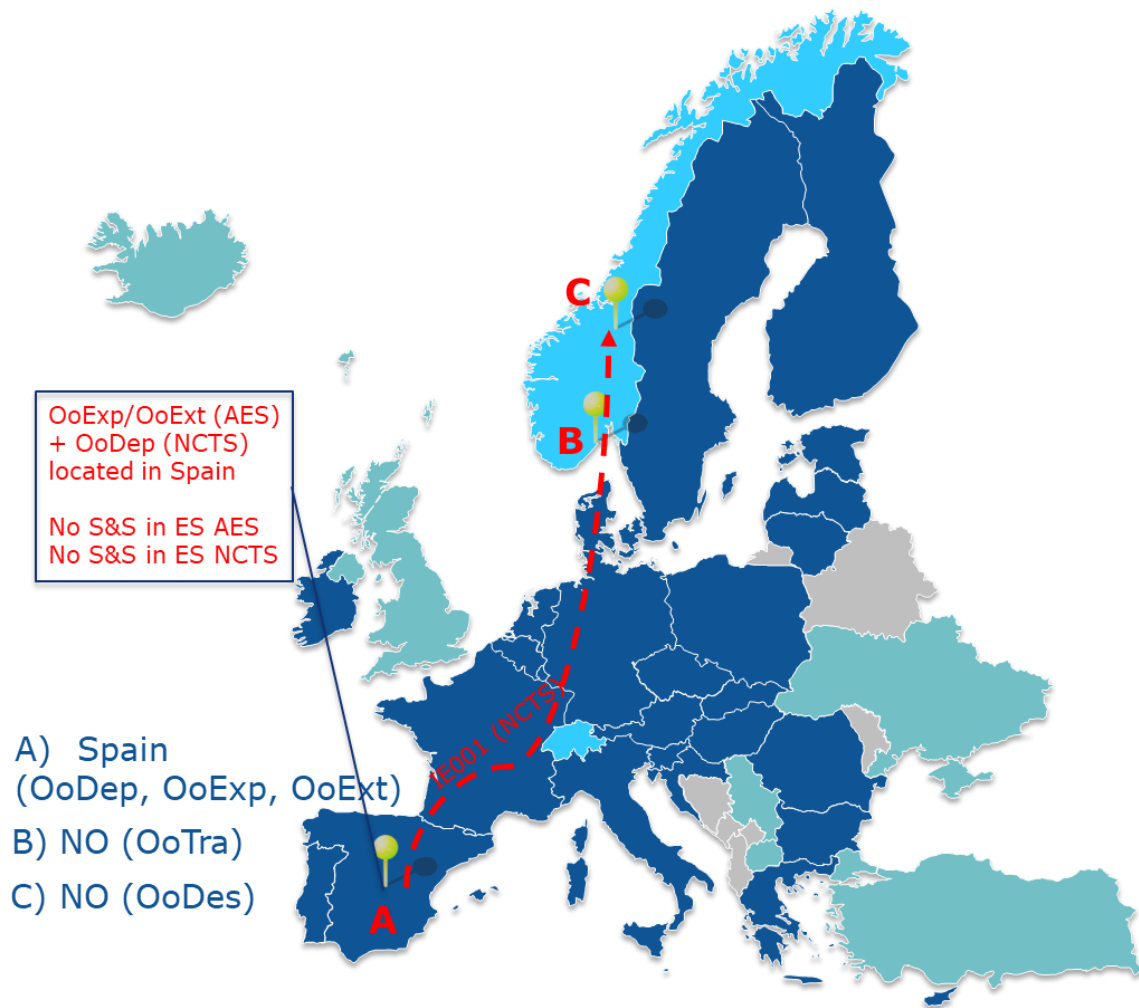 C
OoExp/OoExt (AES)
+ OoDep (NCTS)
located in Spain
No S&S in ES AES
No S&S in ES NCTS
B
IE001 (NCTS)
A) Spain
(OoDep, OoExp, OoExt)
B) NO (OoTra)
C) NO (OoDes)
A